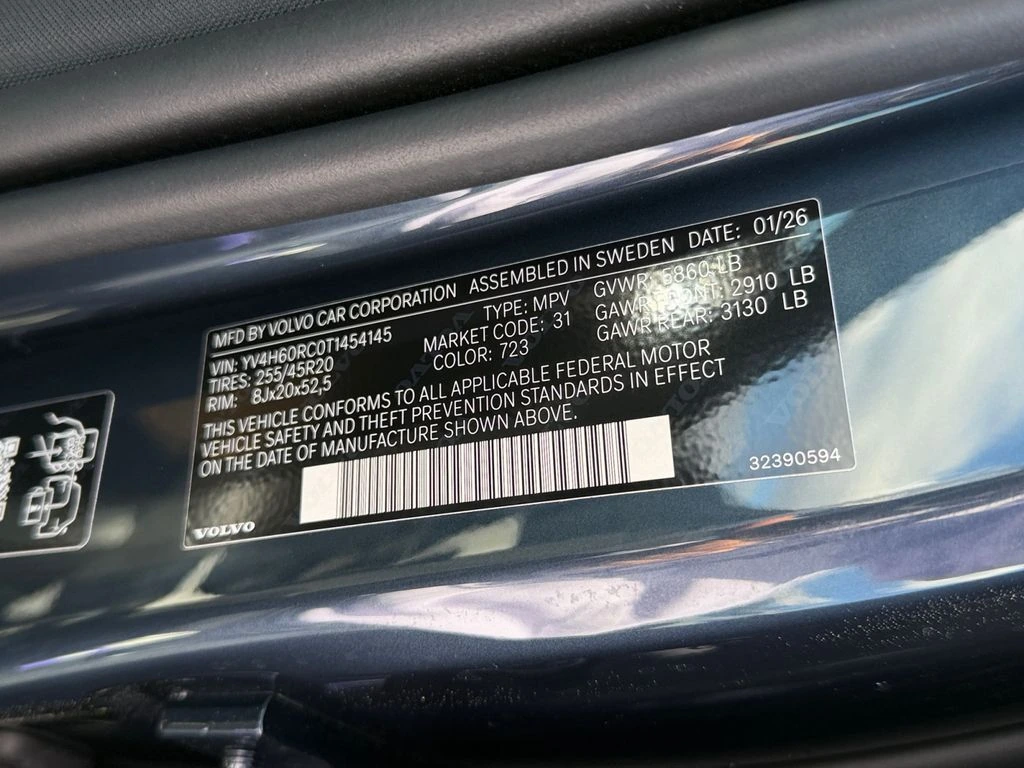 MFD BY VOLVO CAR CORPORATION ASSEMBLED IN SWEDEN DATE: 01/26
VIN: YV4H60RC0T1454145 TYPE: MPV GVWR: 5860 LB
TIRES: 255/45R20 MARKET CODE: 31 GAWR FRONT: 2910 LB
RIM: 8Jx20x52,5 COLOR: 723 GAWR REAR: 3130 LB
THIS VEHICLE CONFORMS TO ALL APPLICABLE FEDERAL MOTOR
VEHICLE SAFETY AND THEFT PREVENTION STANDARDS IN EFFECT
ON THE DATE OF MANUFACTURE SHOWN ABOVE.
32390594
VOLVO